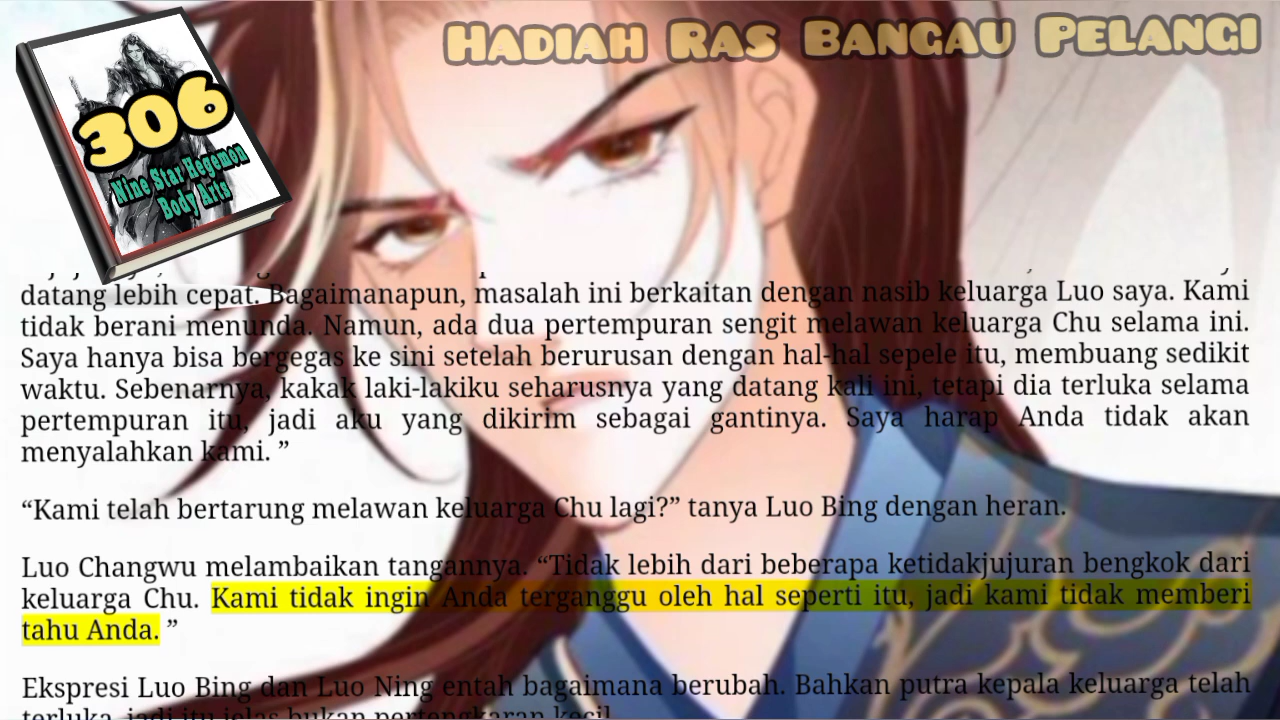 HADIAH RAS BANGAU PELANGI
306
Nine Star Hegemon
Body Arts
datang lebih cepat. Bagaimanapun, masalah ini berkaitan dengan nasib keluarga Luo saya. Kami
tidak berani menunda. Namun, ada dua pertempuran sengit melawan keluarga Chu selama ini.
Saya hanya bisa bergegas ke sini setelah berurusan dengan hal-hal sepele itu, membuang sedikit
waktu. Sebenarnya, kakak laki-lakiku seharusnya yang datang kali ini, tetapi dia terluka selama
pertempuran itu, jadi aku yang dikirim sebagai gantinya. Saya harap Anda tidak akan
menyalahkan kami. ”
“Kami telah bertarung melawan keluarga Chu lagi?” tanya Luo Bing dengan heran.
Luo Changwu melambaikan tangannya. “Tidak lebih dari beberapa ketidakjujuran bengkok dari
keluarga Chu. Kami tidak ingin Anda terganggu oleh hal seperti itu, jadi kami tidak memberi
tahu Anda. ”
Ekspresi Luo Bing dan Luo Ning entah bagaimana berubah. Bahkan putra kepala keluarga telah
terluka, jadi itu jelas bukan pertengkaran kecil.